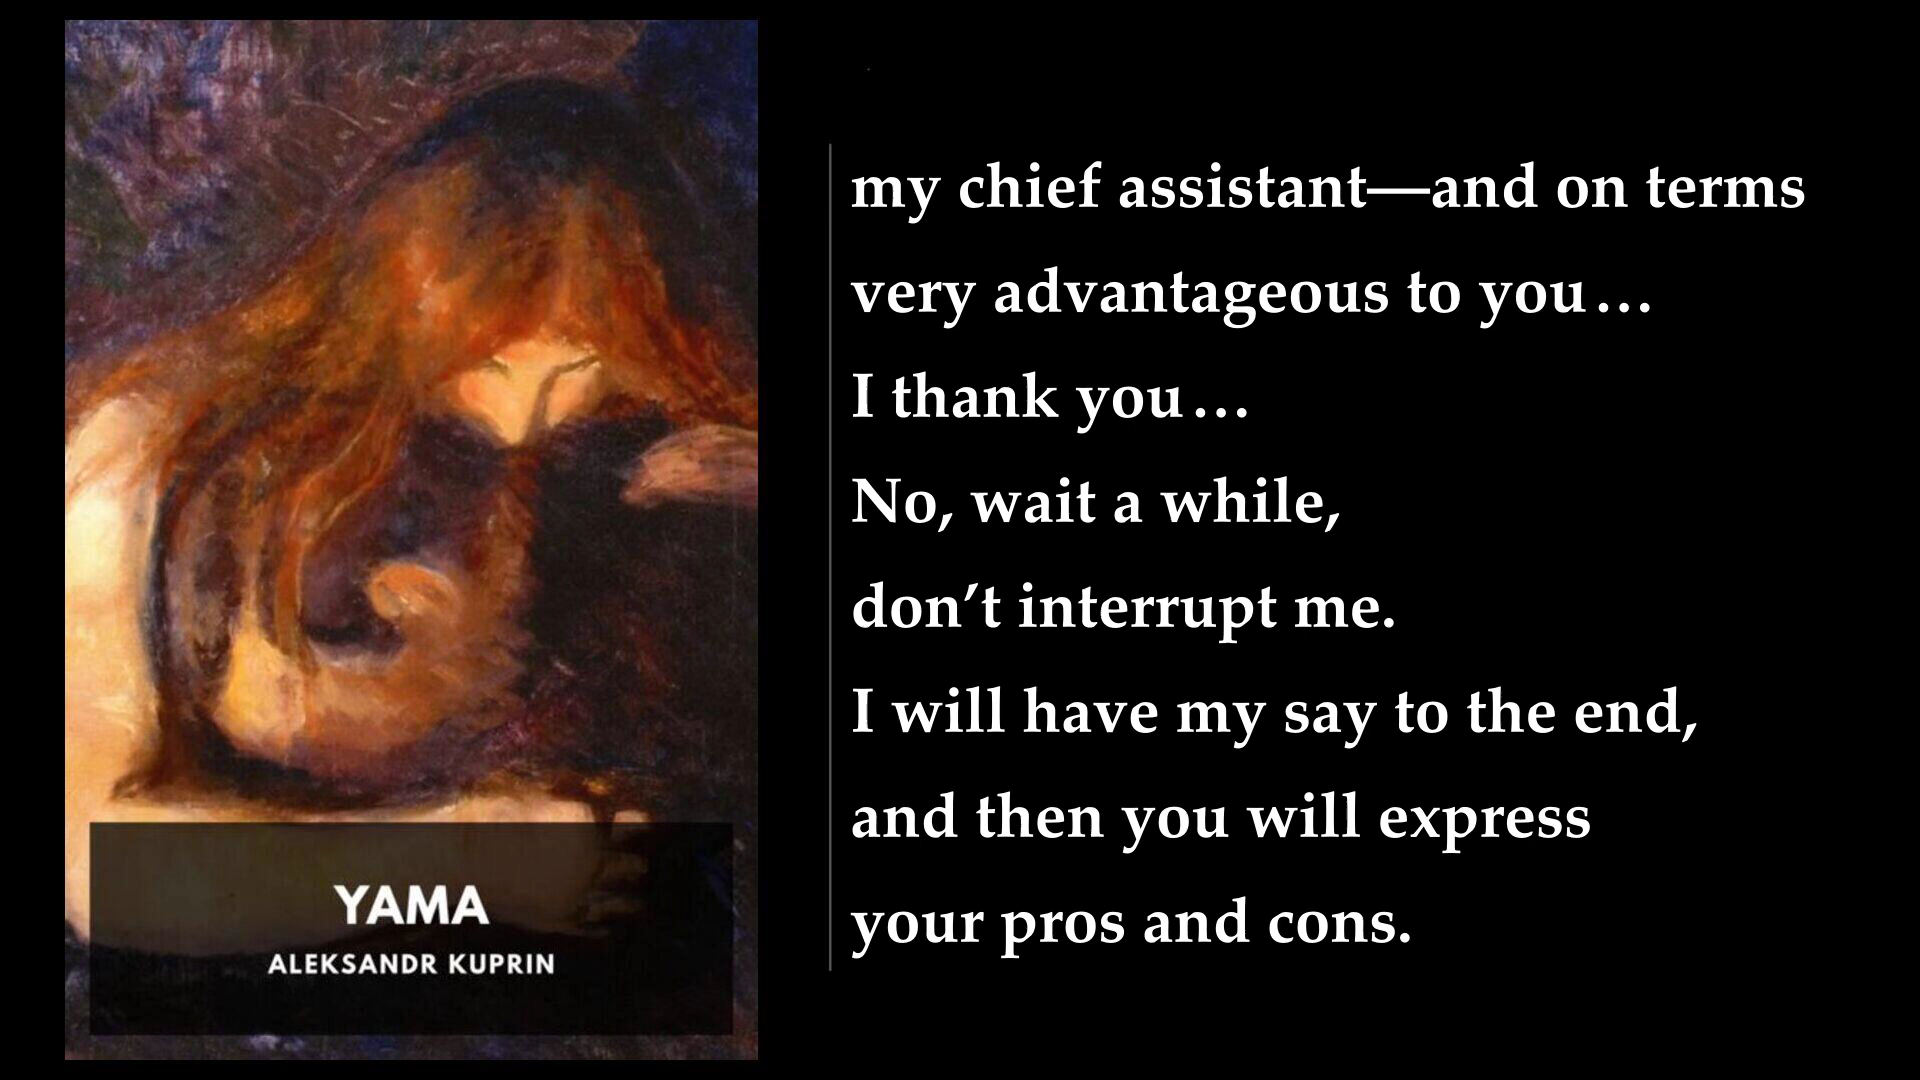 YAMA
ALEKSANDR KUPRIN
my chief assistant—and on terms
very advantageous to you…
I thank you…
No, wait a while,
don’t interrupt me.
I will have my say to the end,
and then you will express
your pros and cons.